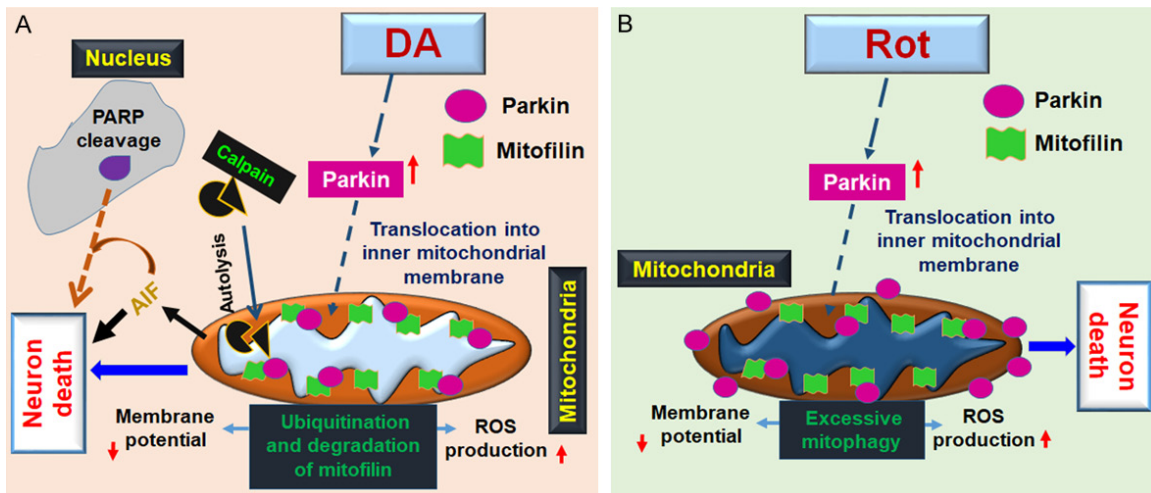 A
DA
Nucleus
PARP
cleavage
Calpain
Parkin
Mitofilin
Parkin
Translocation into
inner mitochondrial
membrane
Autolysis
AIF
Mitochondria
Neuron
death
Membrane
potential
Ubiquitination
and degradation
of mitofilin
ROS
production
B
Rot
Parkin
Mitofilin
Parkin
Translocation into
inner mitochondrial
membrane
Mitochondria
Neuron
death
Membrane
potential
Excessive
mitophagy
ROS
production